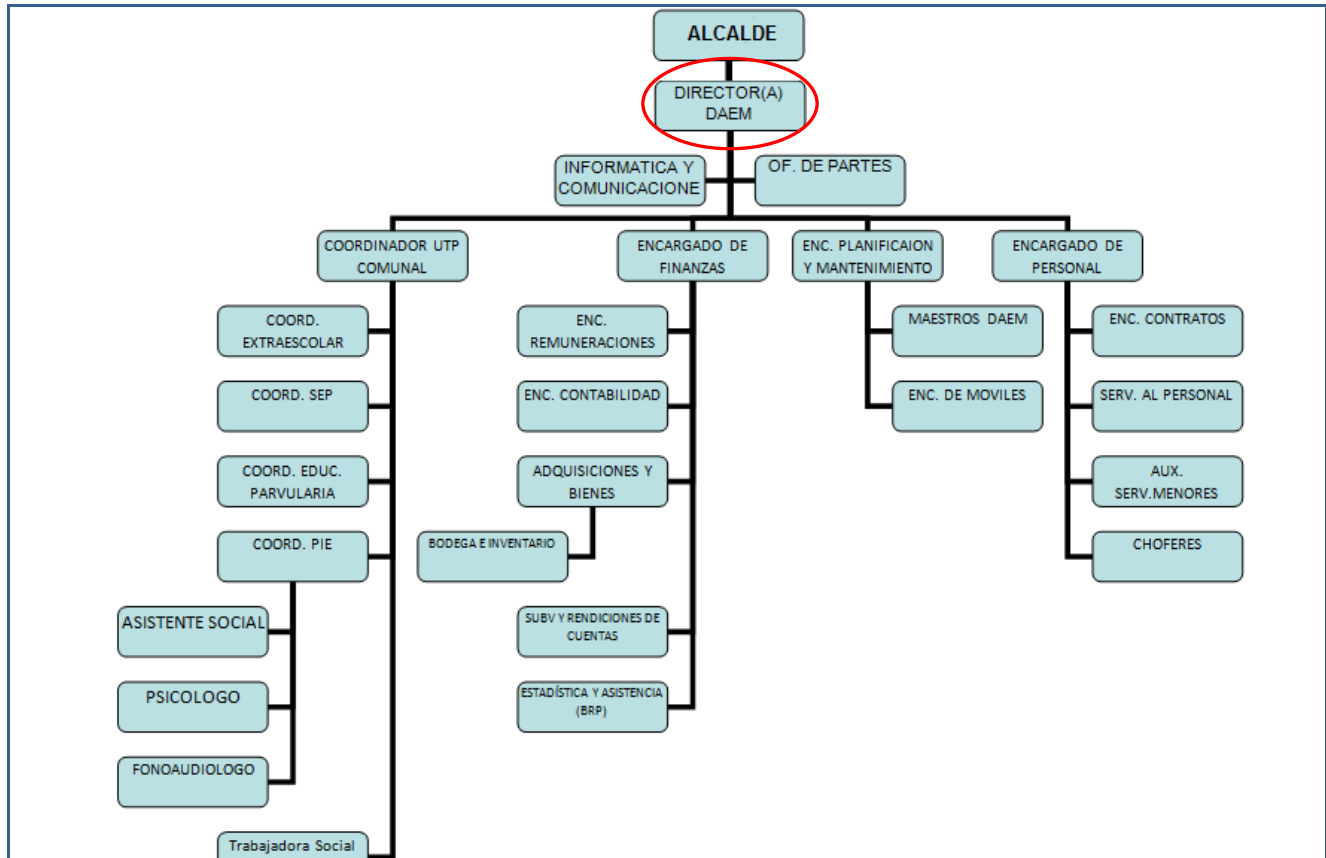 ALCALDE
DIRECTOR(A)
DAEM
INFORMATICA Y
COMUNICACIONE
OF. DE PARTES
COORDINADOR UTP
COMUNAL
ENCARGADO DE
FINANZAS
ENC. PLANIFICAION
Y MANTENIMIENTO
ENCARGADO DE
PERSONAL
COORD.
EXTRAESCOLAR
ENC.
REMUNERACIONES
MAESTROS DAEM
ENC. CONTRATOS
COORD. SEP
ENC. CONTABILIDAD
ENC. DE MOVILES
SERV. AL PERSONAL
COORD. EDUC.
PARVULARIA
ADQUISICIONES Y
BIENES
AUX.
SERV.MENORES
COORD. PIE
BODEGA E INVENTARIO
CHOFERES
ASISTENTE SOCIAL
SUBV Y RENDICIONES DE
CUENTAS
PSICOLOGO
ESTADÍSTICA Y ASISTENCIA
(BRP)
FONOAUDIOLOGO
Trabajadora Social